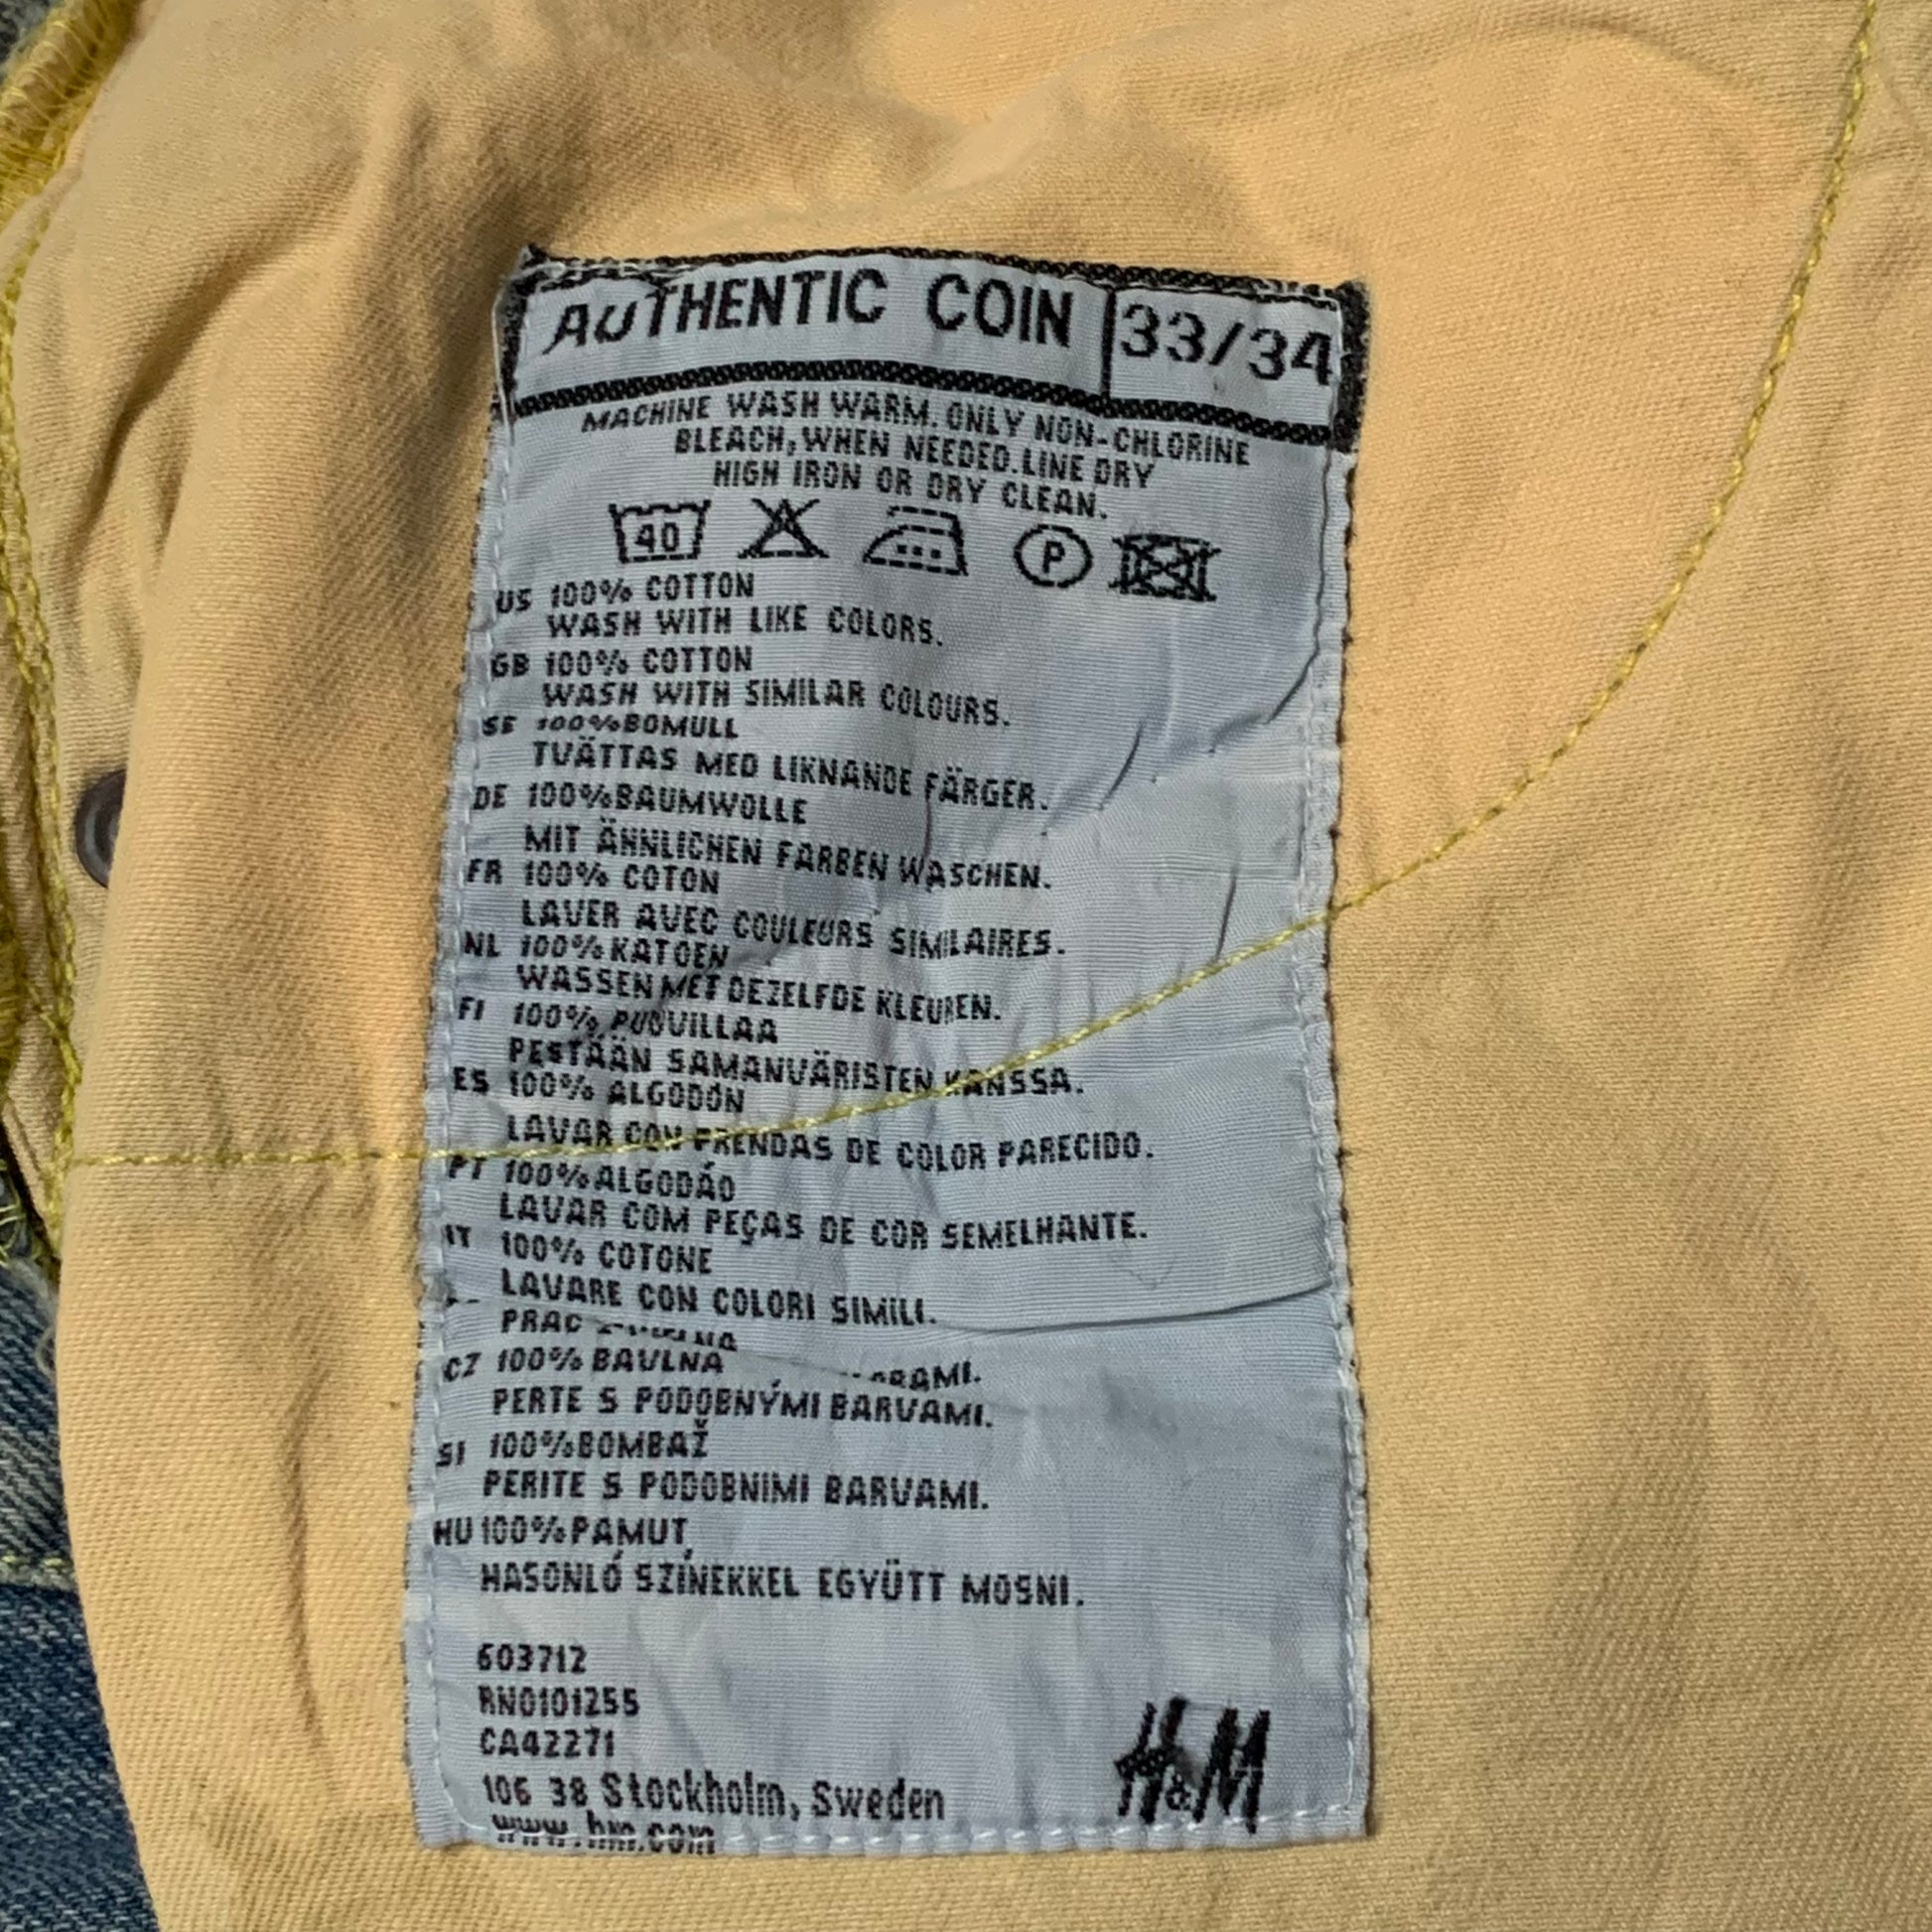 AUTHENTIC COIN 33/34
MACHINE WASH WARM. ONLY NON-CHLORINE
BLEACH, WHEN NEEDED. LINE DRY
HIGH IRON OR DRY CLEAN.
40 P
US 100% COTTON
WASH WITH LIKE COLORS.
GB 100% COTTON
WASH WITH SIMILAR COLOURS.
SE 100% BOMULL
TVÄTTAS MED LIKNANDE FÄRGER.
DE 100% BAUMWOLLE
MIT ÄHNLICHEN FARBEN WASCHEN.
FR 100% COTON
LAVER AVEC COULEURS SIMILAIRES.
NL 100% KATOEN
WASSEN MET DEZELFDE KLEUREN.
FI 100% PUUVILLAA
PESTÄÄN SAMANVÄRISTEN KANSSA.
ES 100% ALGODÓN
LAVAR CON PRENDAS DE COLOR PARECIDO.
PT 100% ALGODÁO
LAVAR COM PEÇAS DE COR SEMELHANTE.
IT 100% COTONE
LAVARE CON COLORI SIMILI.
PRAC
CZ 100% BAVLNA
PERTE S PODOBNÝMI BARVAMI.
SI 100% BOMBAŽ
PERITE S PODOBNIMI BARVAMI.
HU 100% PAMUT
HASONLÓ SZÍNEKKEL EGYÜTT MOSNI.
603712
RN0101255
CA42271
106 38 Stockholm, Sweden
www.hm.com
H&M